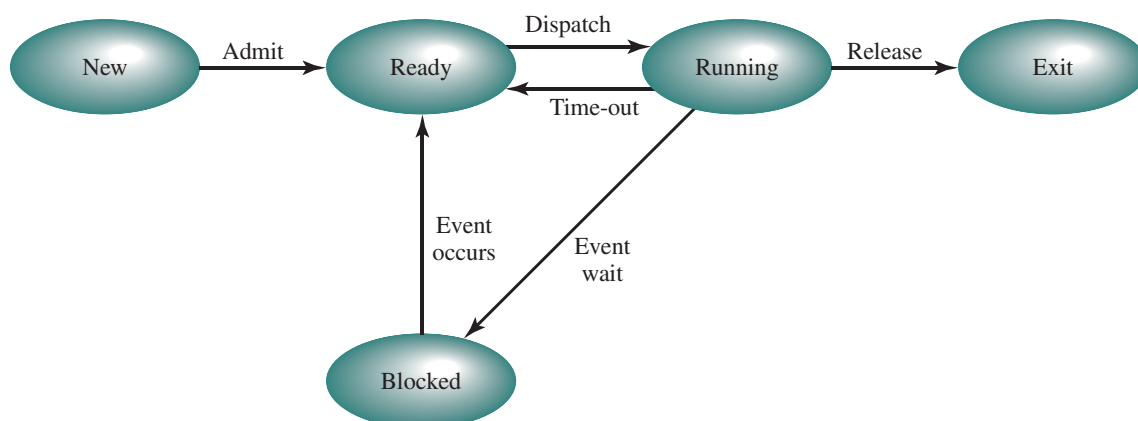 Dispatch
New
Admit
Ready
Running
Release
Exit
Time-out
Event
occurs
Event
wait
Blocked